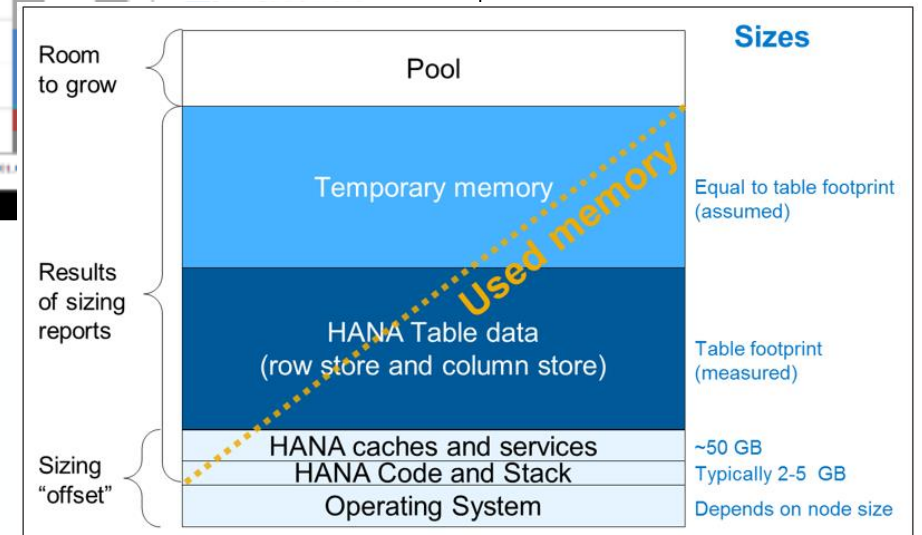 Sizes
Room
to grow
Pool
Temporary memory
Equal to table footprint
(assumed)
Used memory
Results
of sizing
reports
HANA Table data
(row store and column store)
Table footprint
(measured)
Sizing
“offset”
HANA caches and services
~50 GB
HANA Code and Stack
Typically 2-5 GB
Operating System
Depends on node size